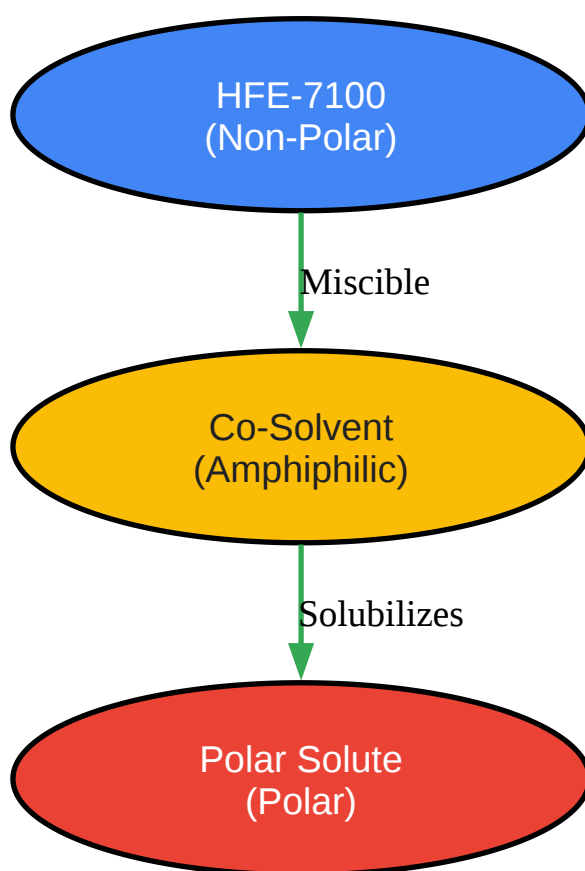 HFE-7100
(Non-Polar)
Miscible
Co-Solvent
(Amphiphilic)
Solubilizes
Polar Solute
(Polar)